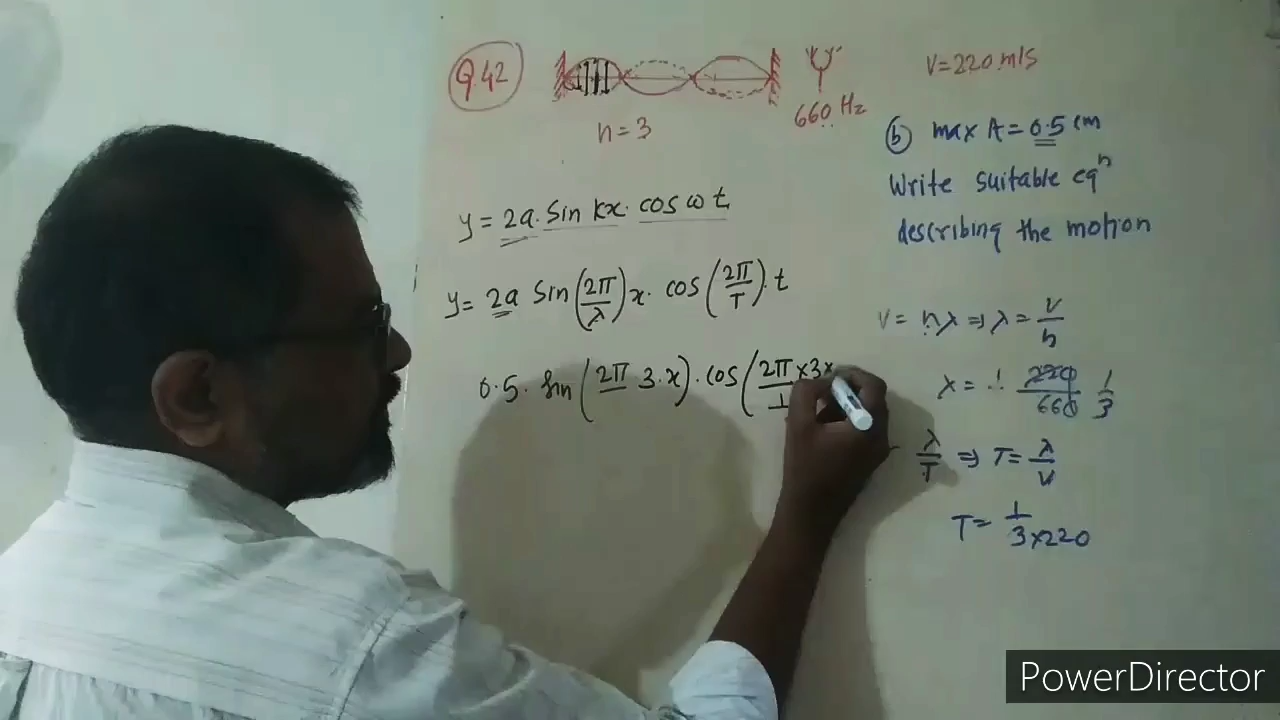 Q.42
660 Hz
n = 3
V = 220 m/s
b max A = 0.5 cm
Write suitable eqn
describing the motion
y = 2a. Sin kx. cos ω t.
y = 2a Sin (2π/λ) x. cos (2π/T). t
0.5. Sin (2π 3.x). cos (2π×3×/1
V = nλ ⇒ λ = V/n
λ = 220/660 1/3
λ/T ⇒ T = λ/V
T = 1/3×220
PowerDirector